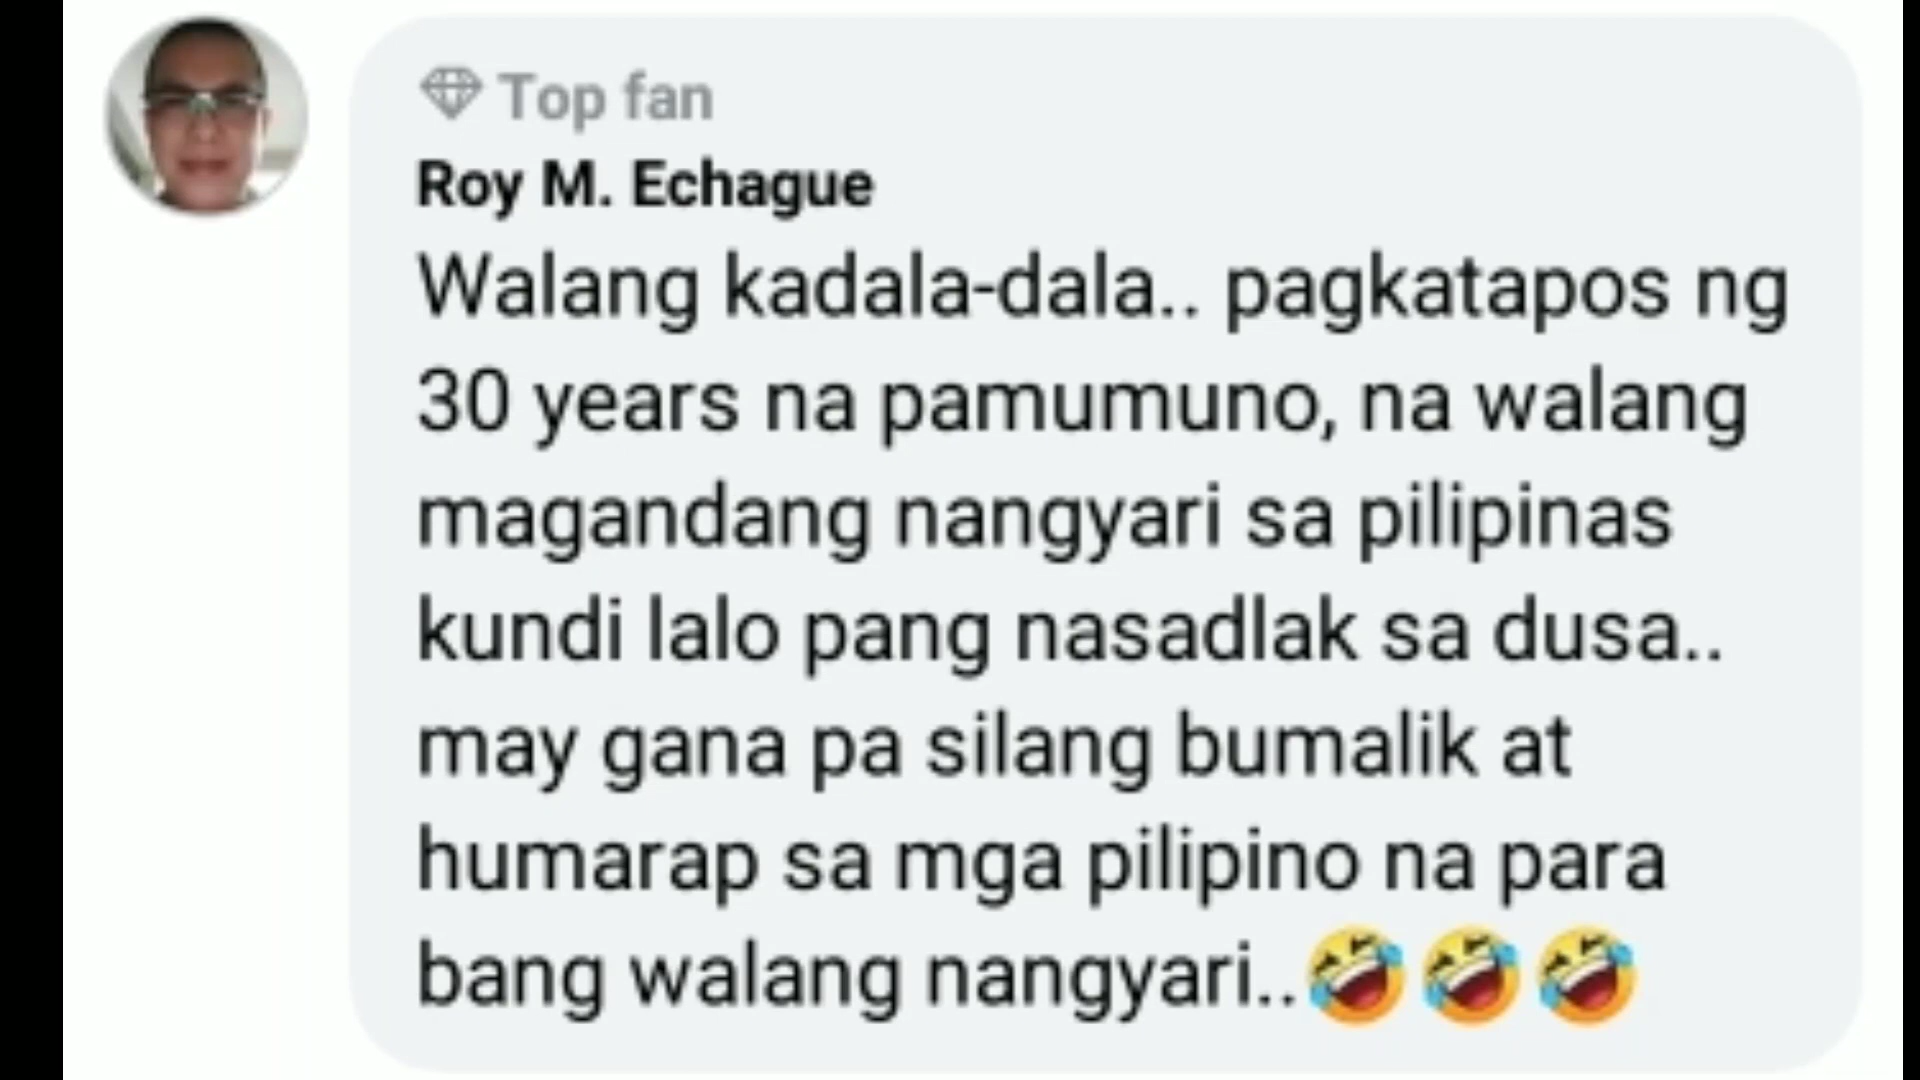 Top fan
Roy M. Echague
Walang kadala-dala.. pagkatapos ng
30 years na pamumuno, na walang
magandang nangyari sa pilipinas
kundi lalo pang nasadlak sa dusa..
may gana pa silang bumalik at
humarap sa mga pilipino na para
bang walang nangyari..🤣🤣🤣